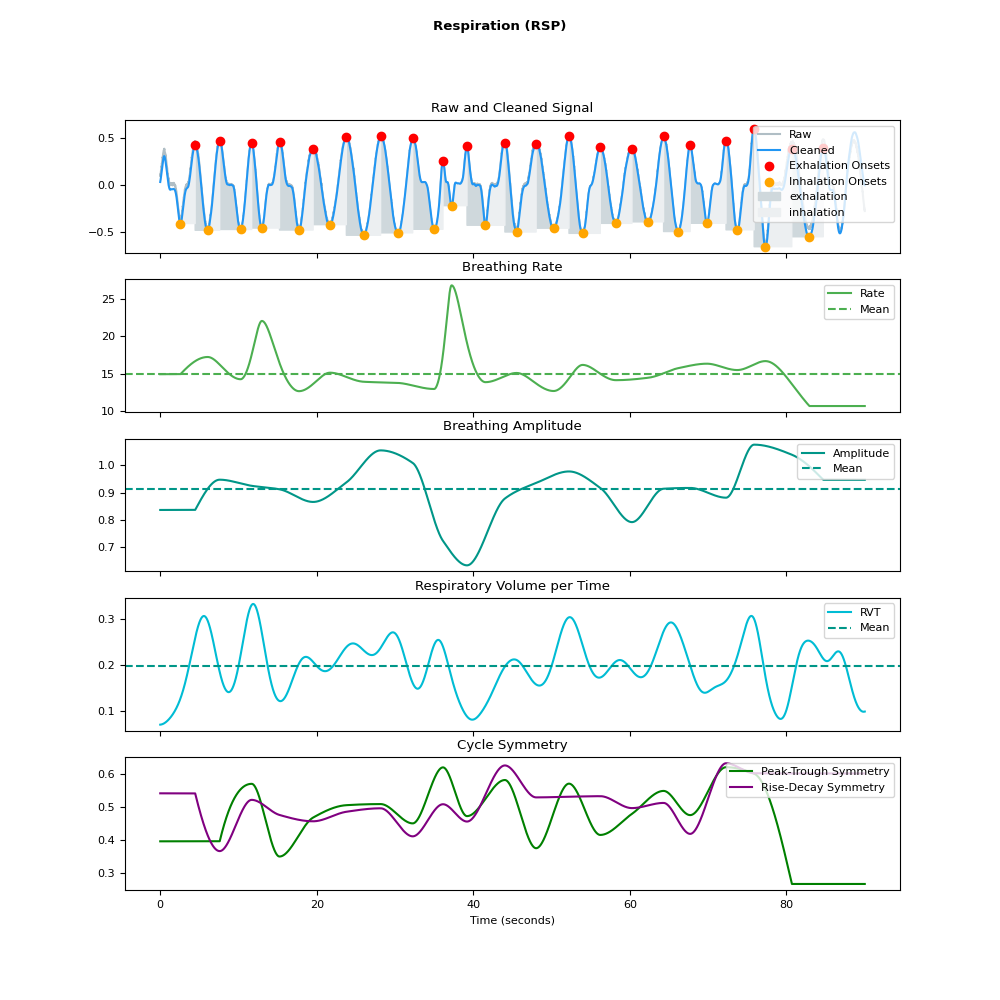 Respiration (RSP)
Raw and Cleaned Signal
0.5
0.0
−0.5
Raw
Cleaned
Exhalation Onsets
Inhalation Onsets
exhalation
inhalation
Breathing Rate
25
20
15
10
Rate
Mean
Breathing Amplitude
1.0
0.9
0.8
0.7
Amplitude
Mean
Respiratory Volume per Time
0.3
0.2
0.1
RVT
Mean
Cycle Symmetry
0.6
0.5
0.4
0.3
Peak-Trough Symmetry
Rise-Decay Symmetry
0 20 40 60 80
Time (seconds)